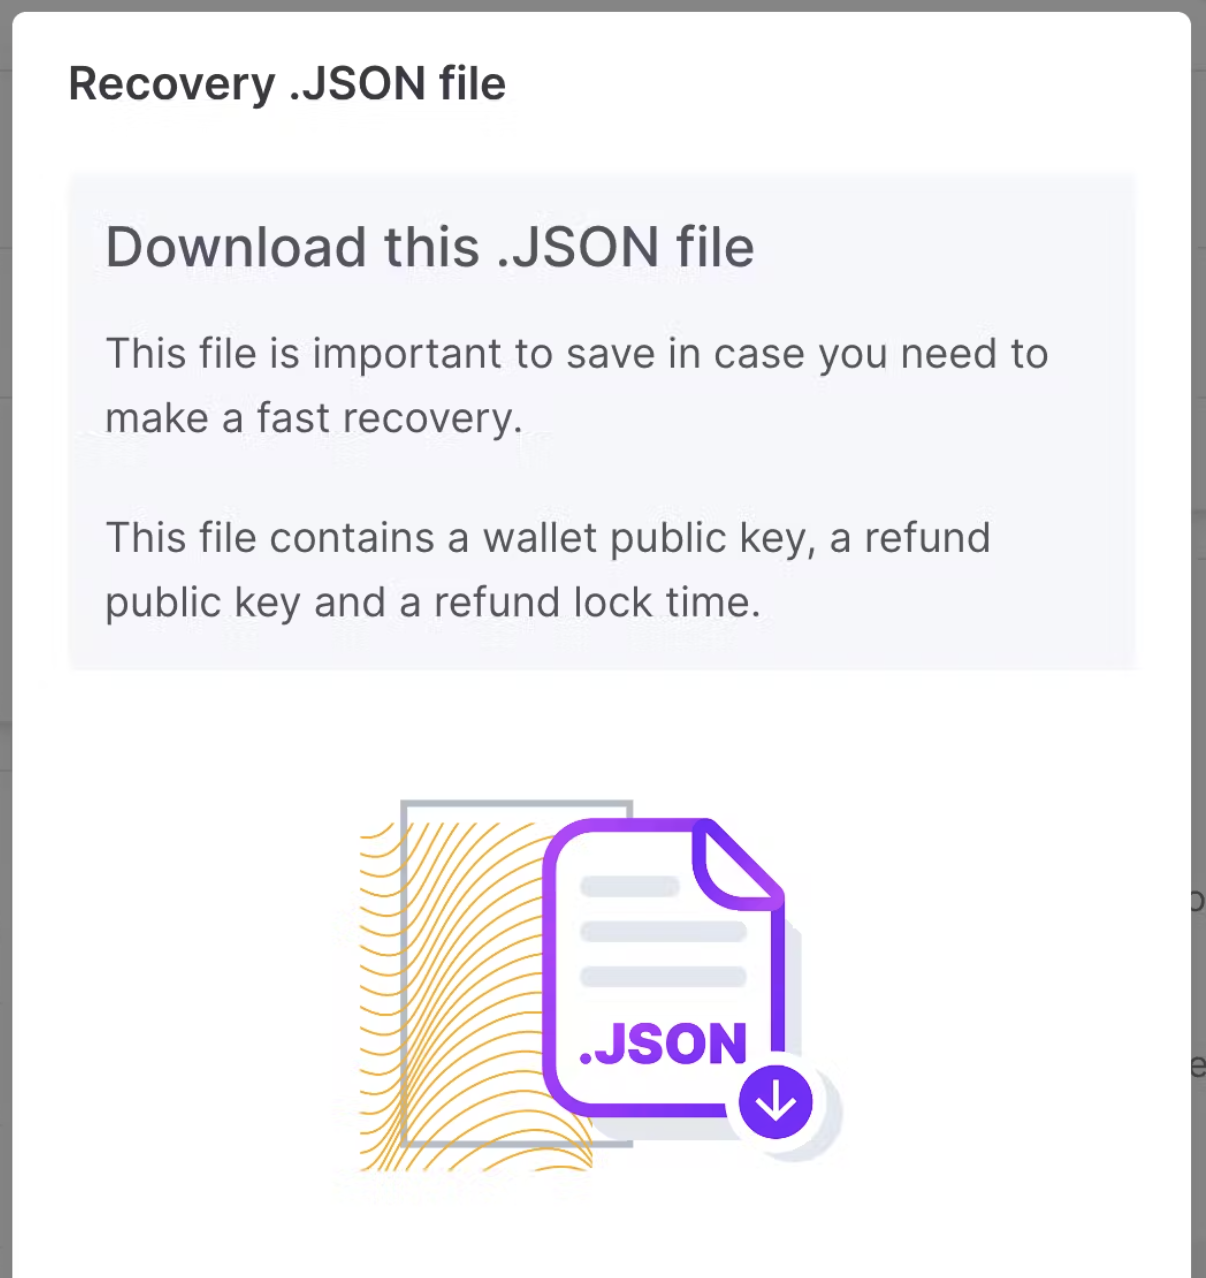 Recovery .JSON file
Download this .JSON file
This file is important to save in case you need to
make a fast recovery.
This file contains a wallet public key, a refund
public key and a refund lock time.
.JSON